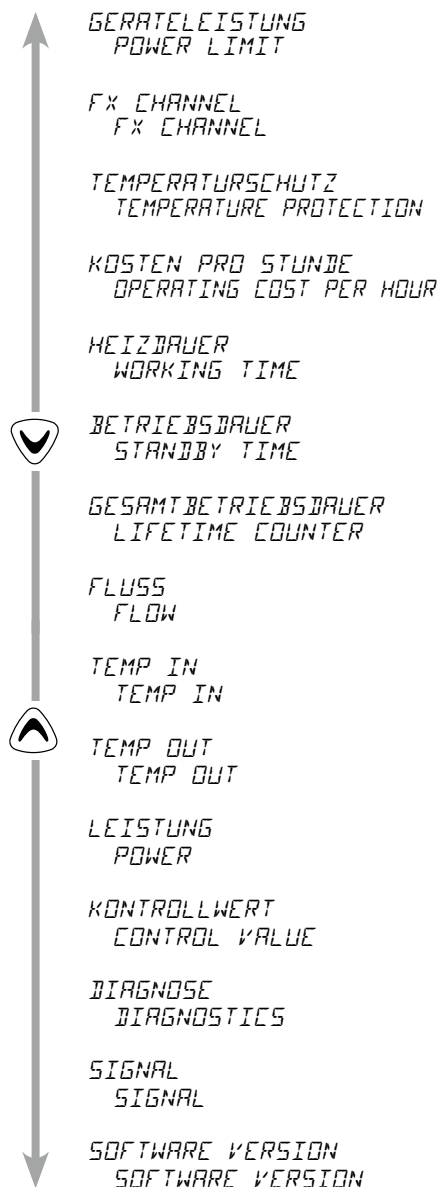 GERATELEISTUNG
POWER LIMIT
FX CHANNEL
FX CHANNEL
TEMPERATURSCHUTZ
TEMPERATURE PROTECTION
KOSTEN PRO STUNDE
OPERATING COST PER HOUR
HEIZDAUER
WORKING TIME
BETRIEBSDAUER
STANDBY TIME
GESAMTBETRIEBSDAUER
LIFETIME COUNTER
FLUSS
FLOW
TEMP IN
TEMP IN
TEMP OUT
TEMP OUT
LEISTUNG
POWER
KONTROLLWERT
CONTROL VALUE
DIAGNOSE
DIAGNOSTICS
SIGNAL
SIGNAL
SOFTWARE VERSION
SOFTWARE VERSION